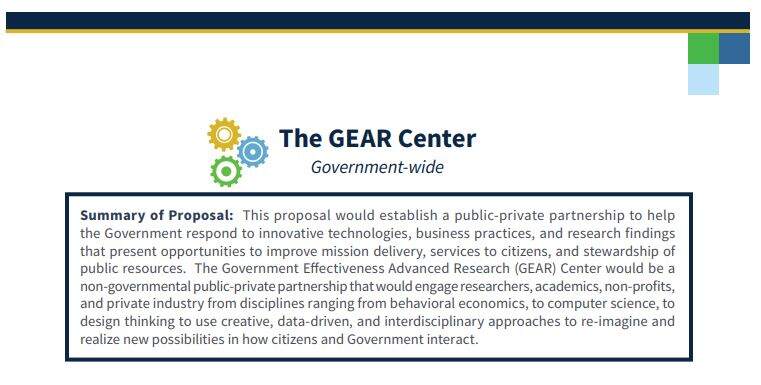 The GEAR Center
Government-wide
Summary of Proposal: This proposal would establish a public-private partnership to help
the Government respond to innovative technologies, business practices, and research findings
that present opportunities to improve mission delivery, services to citizens, and stewardship of
public resources. The Government Effectiveness Advanced Research (GEAR) Center would be a
non-governmental public-private partnership that would engage researchers, academics, non-profits,
and private industry from disciplines ranging from behavioral economics, to computer science, to
design thinking to use creative, data-driven, and interdisciplinary approaches to re-imagine and
realize new possibilities in how citizens and Government interact.